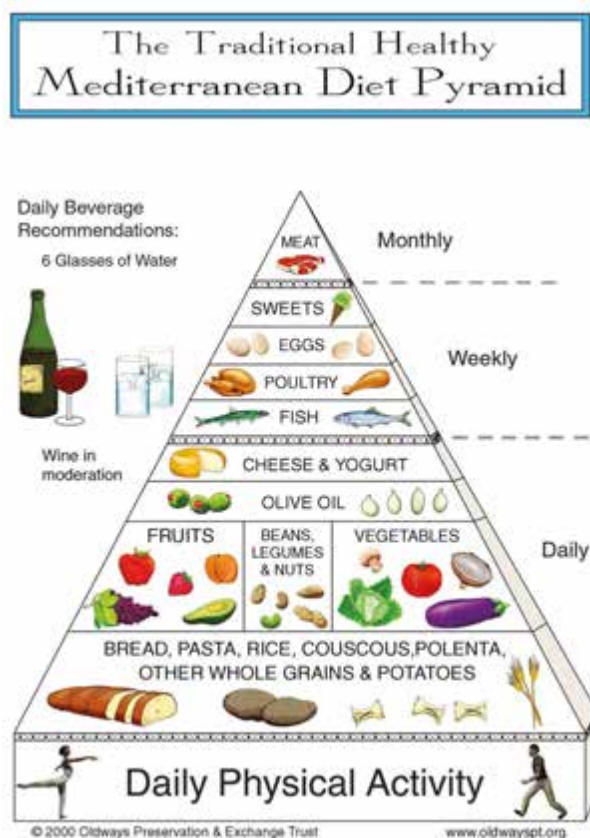 The Traditional Healthy
Mediterranean Diet Pyramid
Daily Beverage
Recommendations:
6 Glasses of Water
Wine in
moderation
MEAT
Monthly
SWEETS
EGGS
POULTRY
FISH
Weekly
CHEESE & YOGURT
OLIVE OIL
FRUITS
BEANS,
LEGUMES
& NUTS
VEGETABLES
Daily
BREAD, PASTA, RICE, COUSCOUS,POLENTA,
OTHER WHOLE GRAINS & POTATOES
Daily Physical Activity
© 2000 Oldways Preservation & Exchange Trust
www.oldwayspt.org